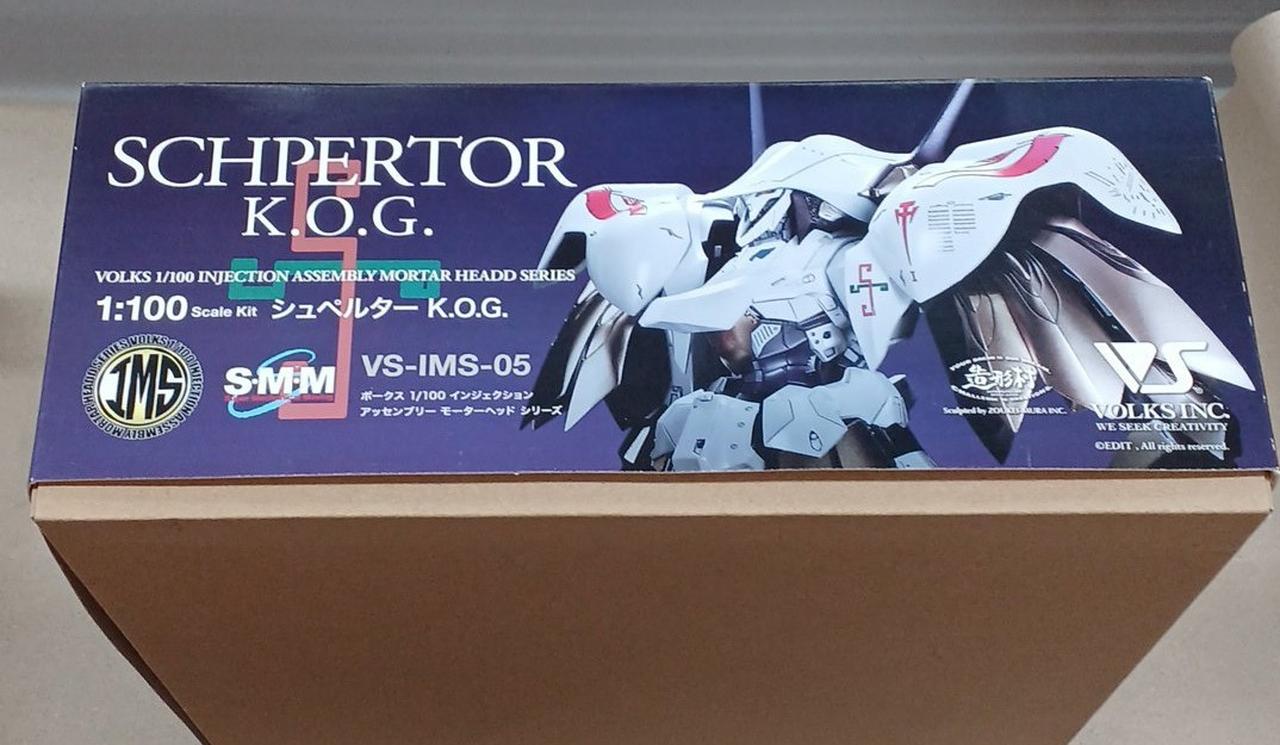 SCHPERTOR
K.O.G.
VOLKS 1/100 INJECTION ASSEMBLY MORTAR HEADD SERIES
1:100 Scale Kit シュペルター K.O.G.
IMS
S·M·M
VS-IMS-05
ボークス 1/100 インジェクション
アッセンブリー モーターヘッド シリーズ
造形村
Sculpted by ZOUKEI-MURA INC.
VS
VOLKS INC.
WE SEEK CREATIVITY
©EDIT , All rights reserved.